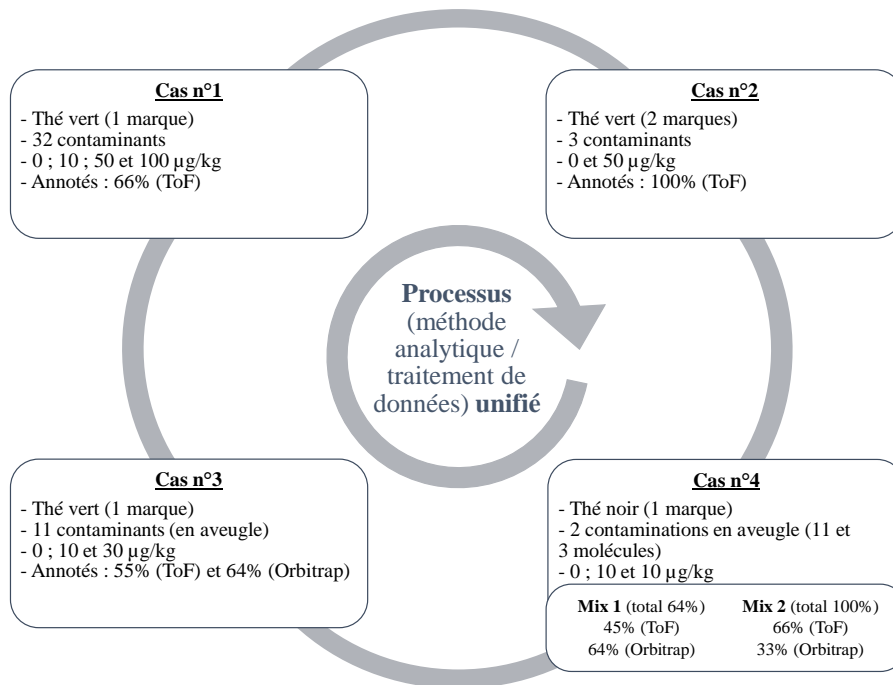 Cas n°1
- Thé vert (1 marque)
- 32 contaminants
- 0 ; 10 ; 50 et 100 µg/kg
- Annotés : 66% (ToF)
Cas n°2
- Thé vert (2 marques)
- 3 contaminants
- 0 et 50 µg/kg
- Annotés : 100% (ToF)
Processus
(méthode
analytique /
traitement de
données) unifié
Cas n°3
- Thé vert (1 marque)
- 11 contaminants (en aveugle)
- 0 ; 10 et 30 µg/kg
- Annotés : 55% (ToF) et 64% (Orbitrap)
Cas n°4
- Thé noir (1 marque)
- 2 contaminations en aveugle (11 et
3 molécules)
- 0 ; 10 et 10 µg/kg
Mix 1 (total 64%)
45% (ToF)
64% (Orbitrap)
Mix 2 (total 100%)
66% (ToF)
33% (Orbitrap)